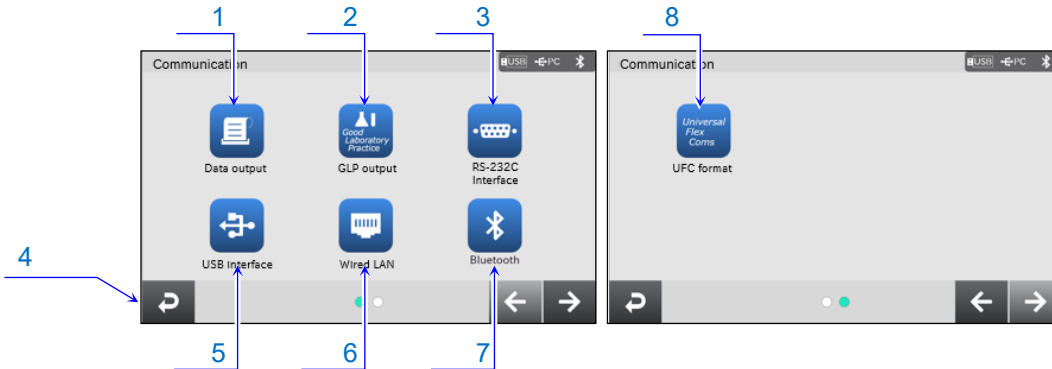 1
2
3
8
Communication
USB PC
Communication
USB PC
Good
Laboratory
Practice
Universal
Flex
Coms
Data output
GLP output
RS-232C
Interface
UFC format
USB interface
Wired LAN
Bluetooth
4
5
6
7